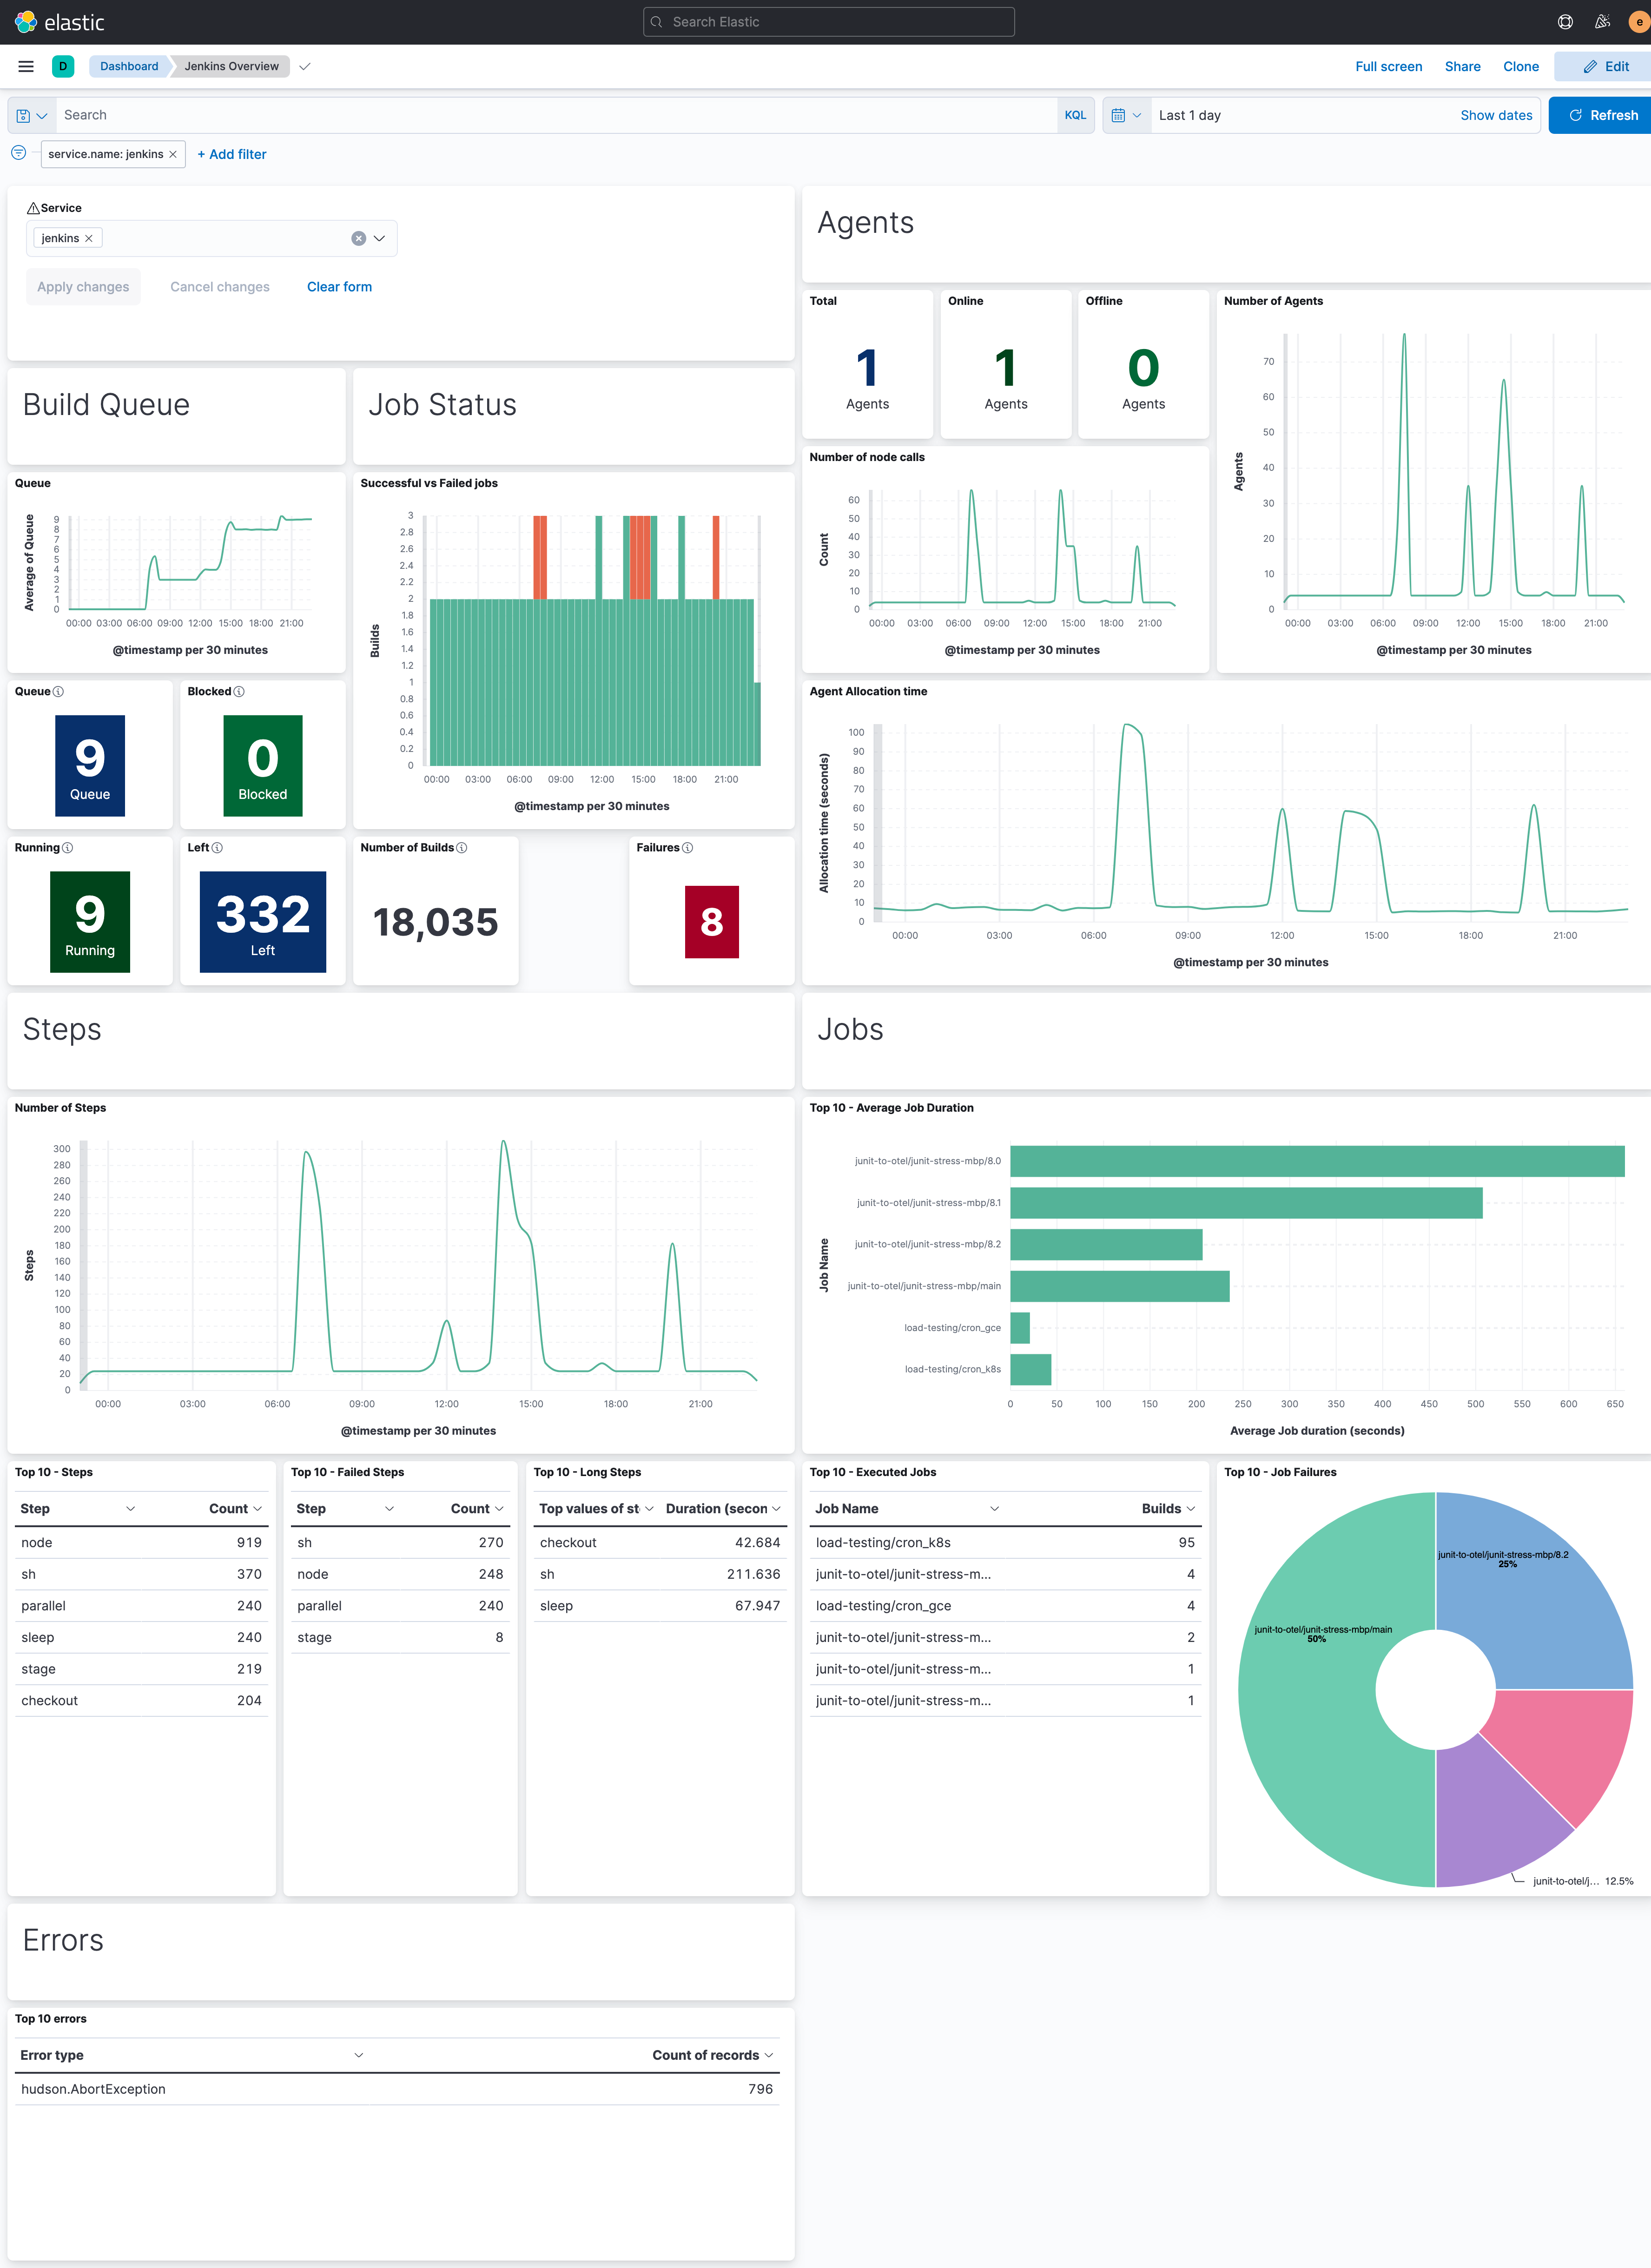 elastic
Search Elastic
e
D
Dashboard
Jenkins Overview
Full screen
Share
Clone
Edit
Search
KQL
Last 1 day
Show dates
Refresh
service.name: jenkins
+ Add filter
Service
jenkins
Apply changes
Cancel changes
Clear form
Agents
Total
1
Agents
Online
1
Agents
Offline
0
Agents
Number of Agents
Agents
70
60
50
40
30
20
10
0
00:00 03:00 06:00 09:00 12:00 15:00 18:00 21:00
@timestamp per 30 minutes
Build Queue
Job Status
Queue
Average of Queue
9
8
7
6
5
4
3
2
1
0
00:00 03:00 06:00 09:00 12:00 15:00 18:00 21:00
@timestamp per 30 minutes
Successful vs Failed jobs
Builds
3
2.8
2.6
2.4
2.2
2
1.8
1.6
1.4
1.2
1
0.8
0.6
0.4
0.2
0
00:00 03:00 06:00 09:00 12:00 15:00 18:00 21:00
@timestamp per 30 minutes
Number of node calls
Count
60
50
40
30
20
10
0
00:00 03:00 06:00 09:00 12:00 15:00 18:00 21:00
@timestamp per 30 minutes
Queue
9
Queue
Blocked
0
Blocked
Running
9
Running
Left
332
Left
Number of Builds
18,035
Failures
8
Agent Allocation time
Allocation time (seconds)
100
90
80
70
60
50
40
30
20
10
0
00:00 03:00 06:00 09:00 12:00 15:00 18:00 21:00
@timestamp per 30 minutes
Steps
Jobs
Number of Steps
Steps
300
280
260
240
220
200
180
160
140
120
100
80
60
40
20
0
00:00 03:00 06:00 09:00 12:00 15:00 18:00 21:00
@timestamp per 30 minutes
Top 10 - Average Job Duration
Job Name
junit-to-otel/junit-stress-mbp/8.0
junit-to-otel/junit-stress-mbp/8.1
junit-to-otel/junit-stress-mbp/8.2
junit-to-otel/junit-stress-mbp/main
load-testing/cron_gce
load-testing/cron_k8s
0 50 100 150 200 250 300 350 400 450 500 550 600 650
Average Job duration (seconds)
Top 10 - Steps
Step Count
node 919
sh 370
parallel 240
sleep 240
stage 219
checkout 204
Top 10 - Failed Steps
Step Count
sh 270
node 248
parallel 240
stage 8
Top 10 - Long Steps
Top values of st Duration (secon
checkout 42.684
sh 211.636
sleep 67.947
Top 10 - Executed Jobs
Job Name Builds
load-testing/cron_k8s 95
junit-to-otel/junit-stress-m... 4
load-testing/cron_gce 4
junit-to-otel/junit-stress-m... 2
junit-to-otel/junit-stress-m... 1
junit-to-otel/junit-stress-m... 1
Top 10 - Job Failures
junit-to-otel/junit-stress-mbp/8.2
25%
junit-to-otel/junit-stress-mbp/main
50%
junit-to-otel/j... 12.5%
Errors
Top 10 errors
Error type Count of records
hudson.AbortException 796